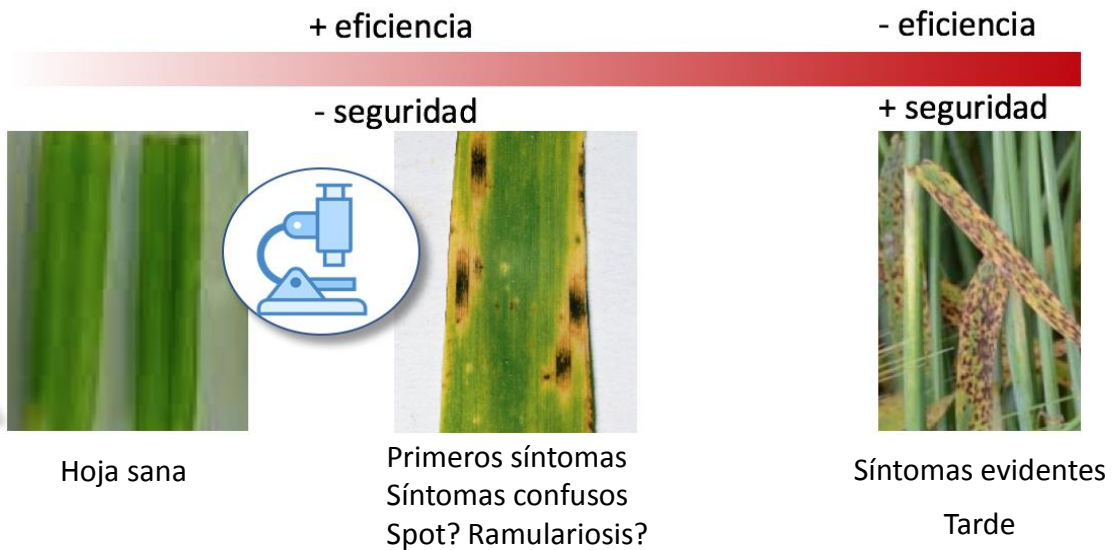 + eficiencia
- eficiencia
- seguridad
+ seguridad
Hoja sana
Primeros síntomas
Síntomas confusos
Spot? Ramulariosis?
Síntomas evidentes
Tarde